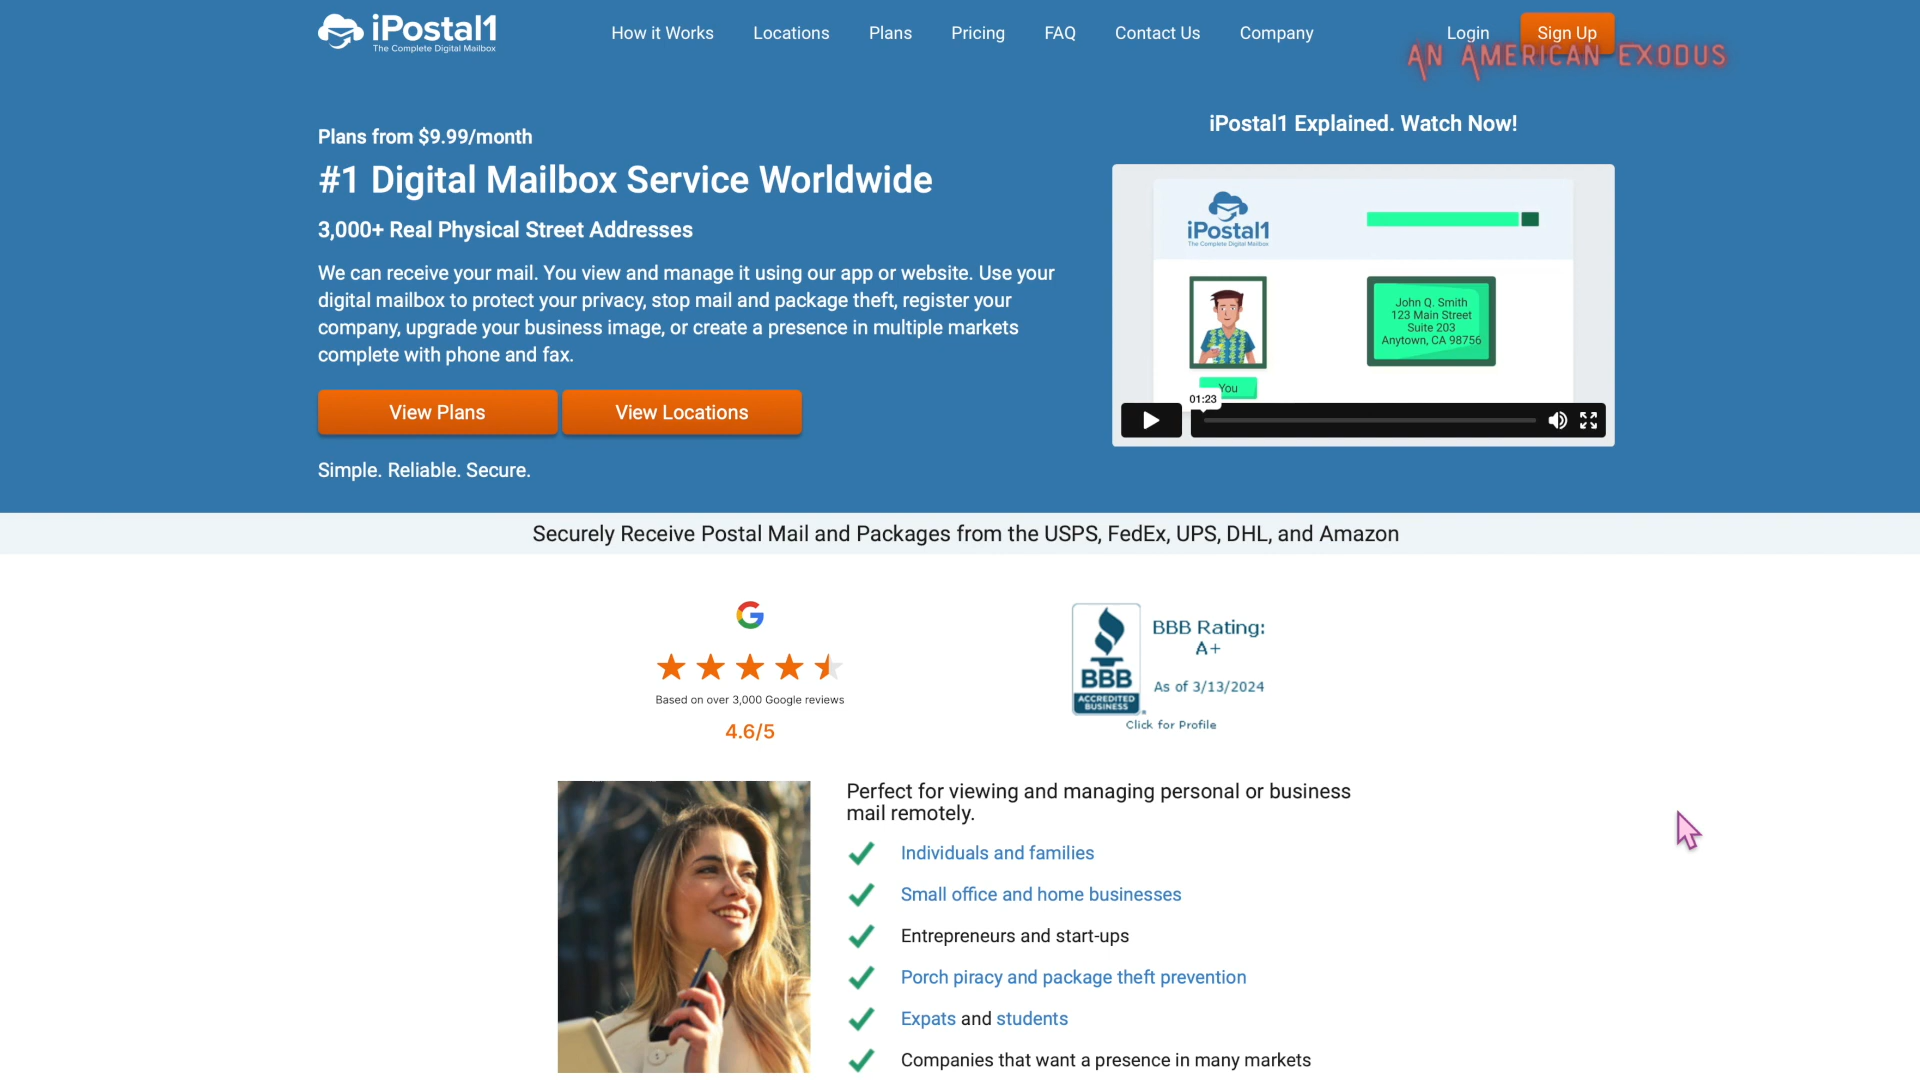 iPostal1
The Complete Digital Mailbox
How it Works
Locations
Plans
Pricing
FAQ
Contact Us
Company
Login
Sign Up
AN AMERICAN EXODUS
Plans from $9.99/month
#1 Digital Mailbox Service Worldwide
3,000+ Real Physical Street Addresses
We can receive your mail. You view and manage it using our app or website. Use your
digital mailbox to protect your privacy, stop mail and package theft, register your
company, upgrade your business image, or create a presence in multiple markets
complete with phone and fax.
View Plans
View Locations
Simple. Reliable. Secure.
iPostal1 Explained. Watch Now!
iPostal1
The Complete Digital Mailbox
John Q. Smith
123 Main Street
Suite 203
Anytown, CA 98756
You
01:23
Securely Receive Postal Mail and Packages from the USPS, FedEx, UPS, DHL, and Amazon
Based on over 3,000 Google reviews
4.6/5
BBB
ACCREDITED
BUSINESS
BBB Rating:
A+
As of 3/13/2024
Click for Profile
Perfect for viewing and managing personal or business
mail remotely.
Individuals and families
Small office and home businesses
Entrepreneurs and start-ups
Porch piracy and package theft prevention
Expats and students
Companies that want a presence in many markets